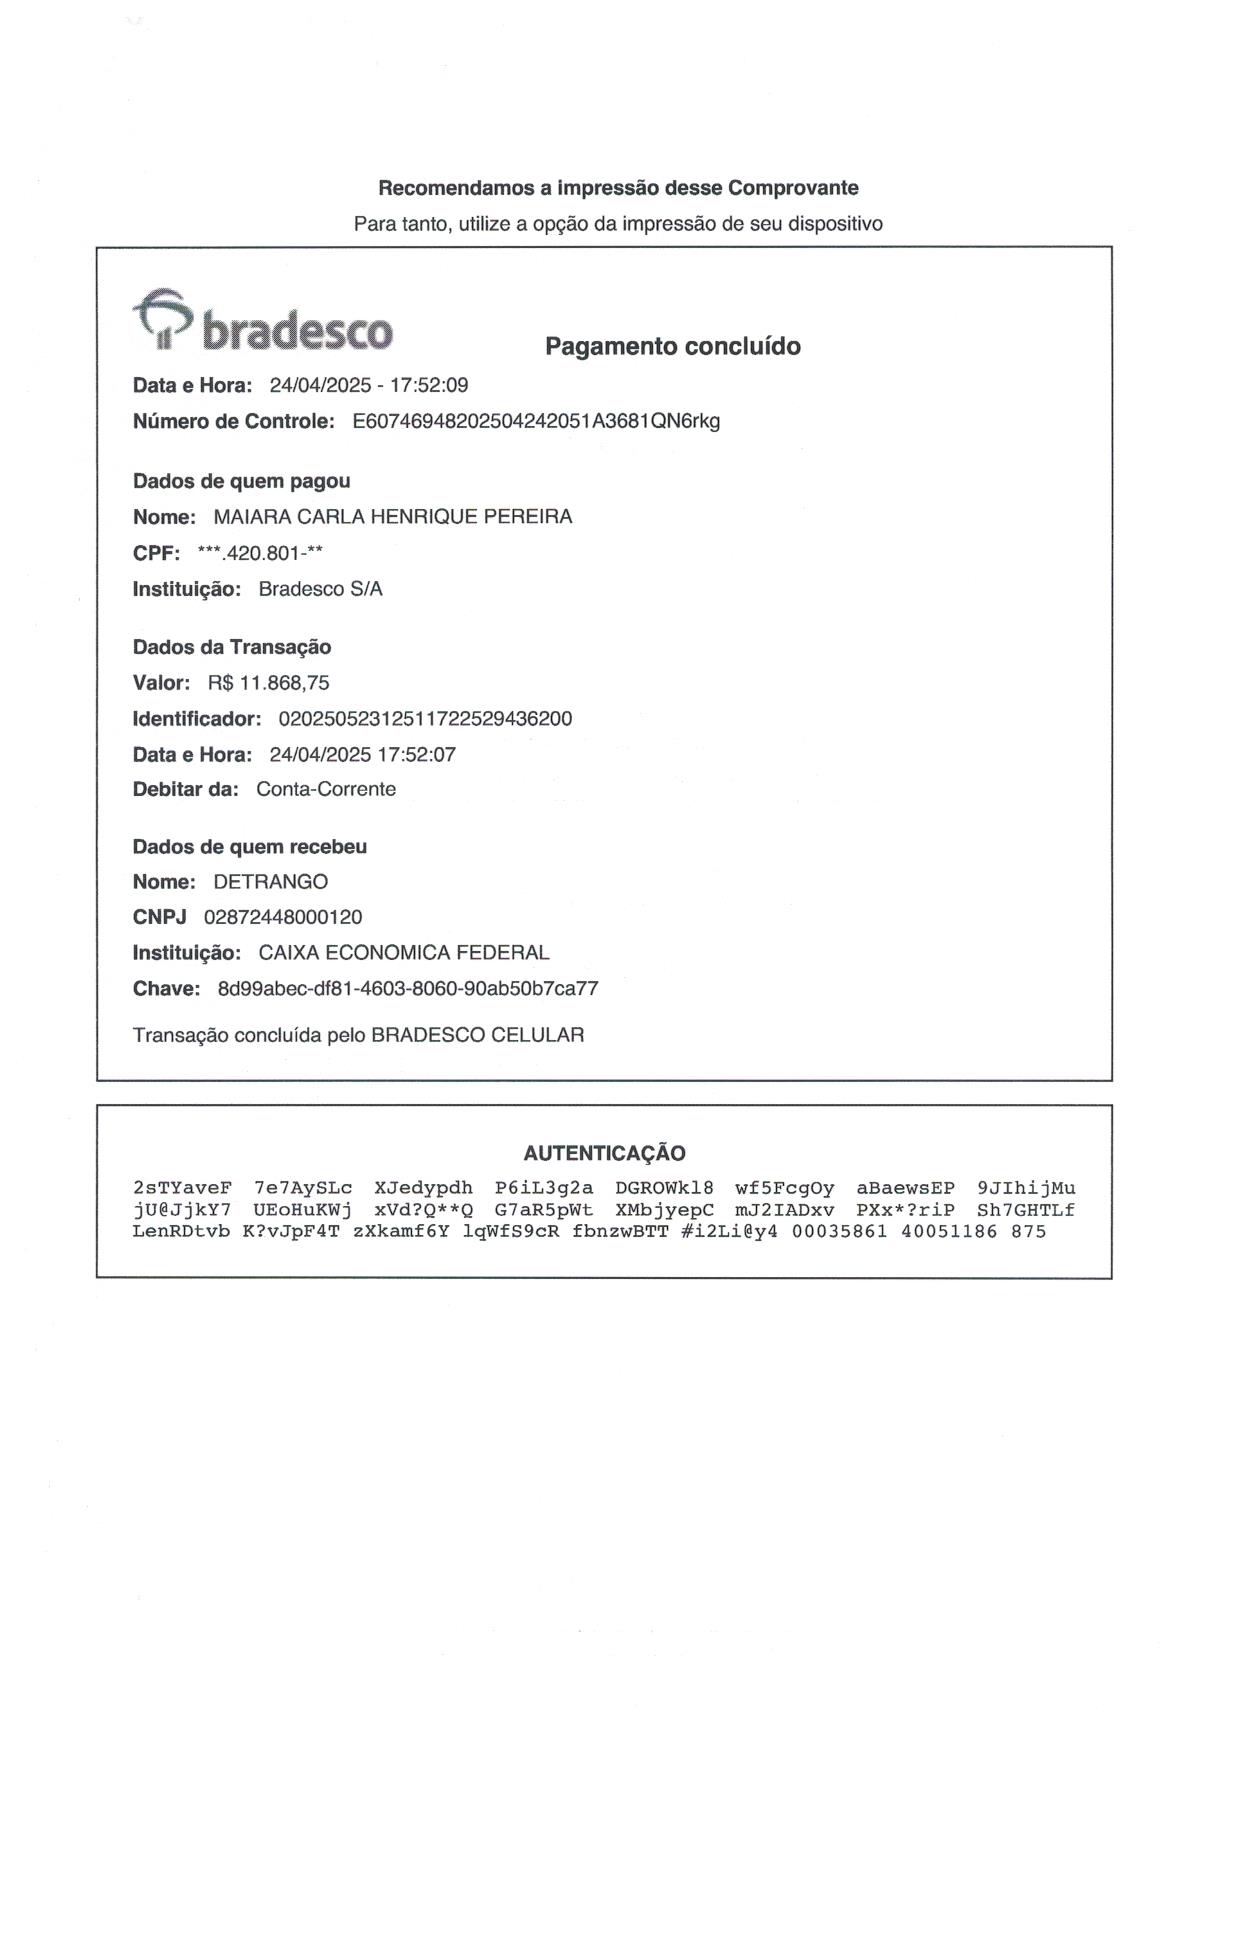 Recomendamos a impressão desse Comprovante
Para tanto, utilize a opção da impressão de seu dispositivo
bradesco
Pagamento concluído
Data e Hora: 24/04/2025 - 17:52:09
Número de Controle: E60746948202504242051A3681QN6rkg
Dados de quem pagou
Nome: MAIARA CARLA HENRIQUE PEREIRA
CPF: ***.420.801-**
Instituição: Bradesco S/A
Dados da Transação
Valor: R$ 11.868,75
Identificador: 02025052312511722529436200
Data e Hora: 24/04/2025 17:52:07
Debitar da: Conta-Corrente
Dados de quem recebeu
Nome: DETRANGO
CNPJ 02872448000120
Instituição: CAIXA ECONOMICA FEDERAL
Chave: 8d99abec-df81-4603-8060-90ab50b7ca77
Transação concluída pelo BRADESCO CELULAR
AUTENTICAÇÃO
2sTYaveF 7e7AySLc XJedypdh P6iL3g2a DGROWkl8 wf5FcgOy aBaewsEP 9JIhijMu
jU@JjkY7 UEoHuKWj xVd?Q**Q G7aR5pWt XMbjyepC mJ2IADxv PXx*?riP Sh7GHTLf
LenRDtvb K?vJpF4T zXkamf6Y lqWfS9cR fbnzwBTT #i2Li@y4 00035861 40051186 875